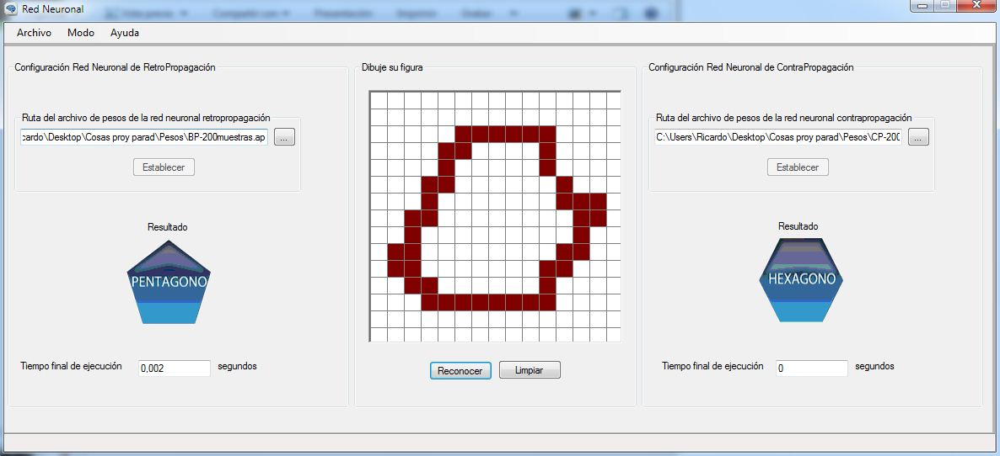 Red Neuronal
Archivo Modo Ayuda
Configuración Red Neuronal de RetroPropagación
Ruta del archivo de pesos de la red neuronal retropropagación
cardo\Desktop\Cosas proy parad\Pesos\BP-200muestras.ap
...
Establecer
Resultado
PENTAGONO
Tiempo final de ejecución 0,002 segundos
Dibuje su figura
Reconocer Limpiar
Configuración Red Neuronal de ContraPropagación
Ruta del archivo de pesos de la red neuronal contrapropagación
C:\Users\Ricardo\Desktop\Cosas proy parad\Pesos\CP-200
...
Establecer
Resultado
HEXAGONO
Tiempo final de ejecución 0 segundos